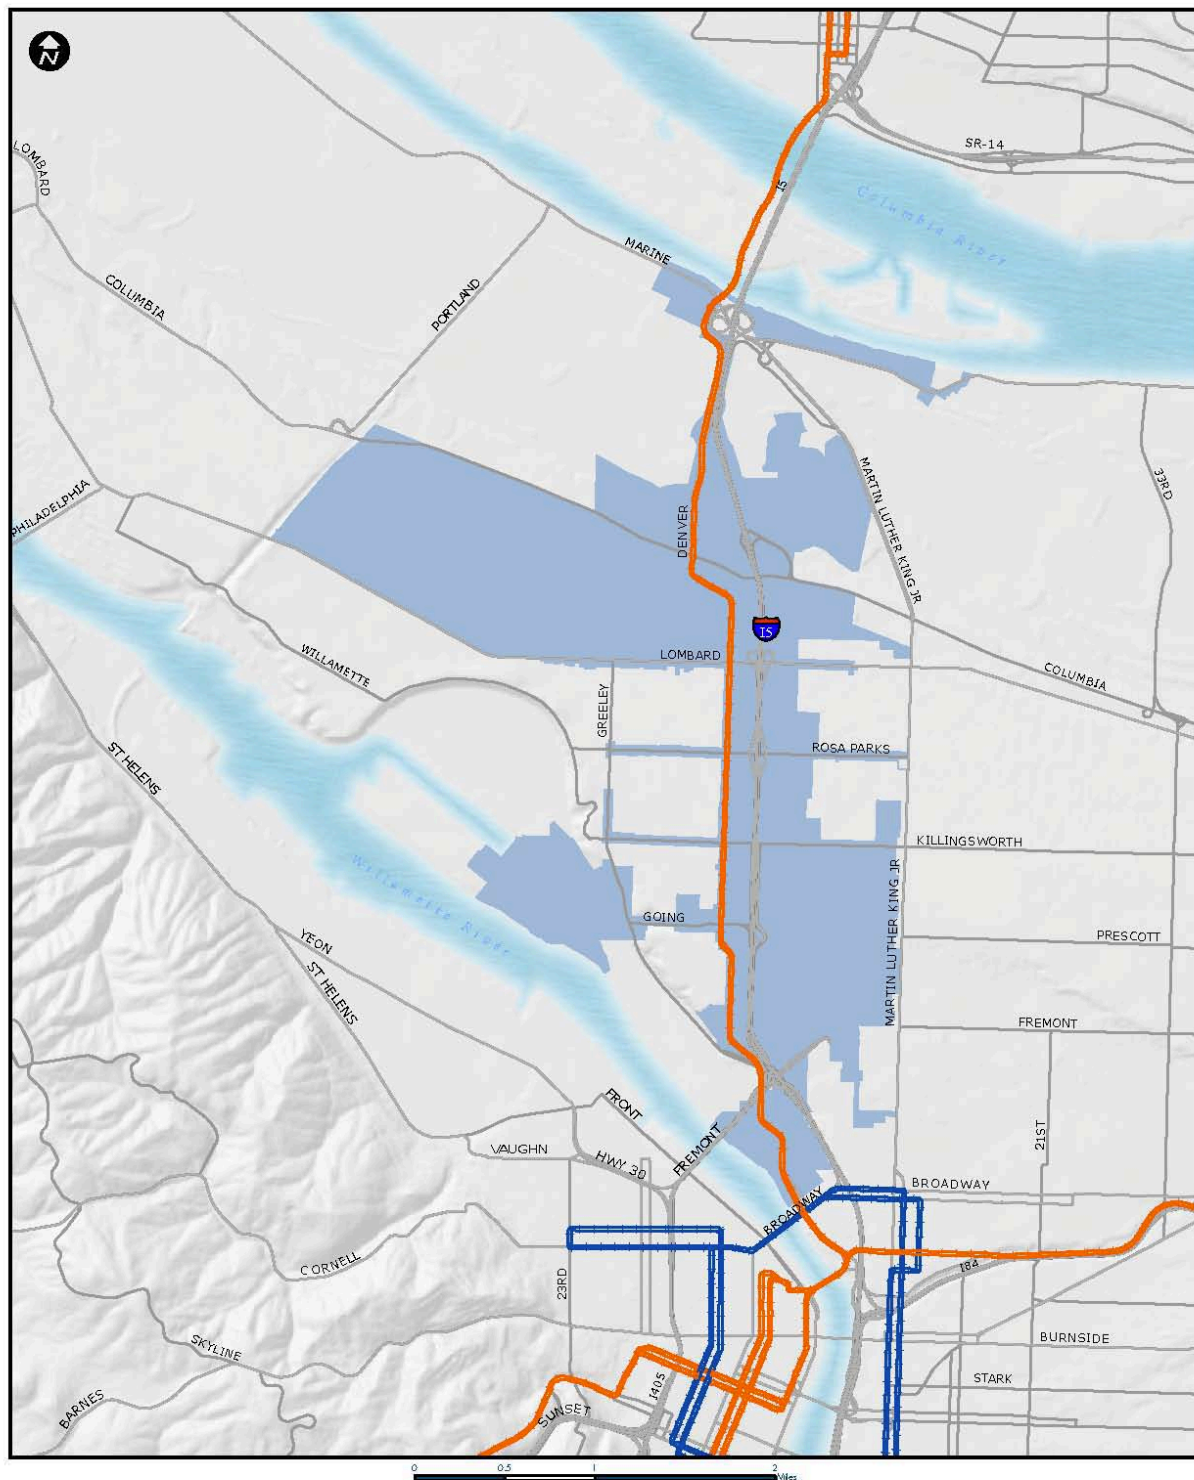 N
SR-14
LOMBARD
I5
Columbia River
MARINE
COLUMBIA
PORTLAND
MARTIN LUTHER KING JR
33RD
PHILADELPHIA
DENVER
I5
LOMBARD
WILLAMETTE
COLUMBIA
GREELEY
ROSA PARKS
ST HELENS
KILLINGSWORTH
Willamette River
MARTIN LUTHER KING JR
GOING
YEON
PRESCOTT
ST HELENS
FREMONT
FRONT
21ST
FREMONT
VAUGHN
HWY 30
BROADWAY
BROADWAY
CORNELL
23RD
I84
BURNSIDE
SKYLINE
STARK
I405
BARNES
SUNSET
0 0.5 1 2
Miles